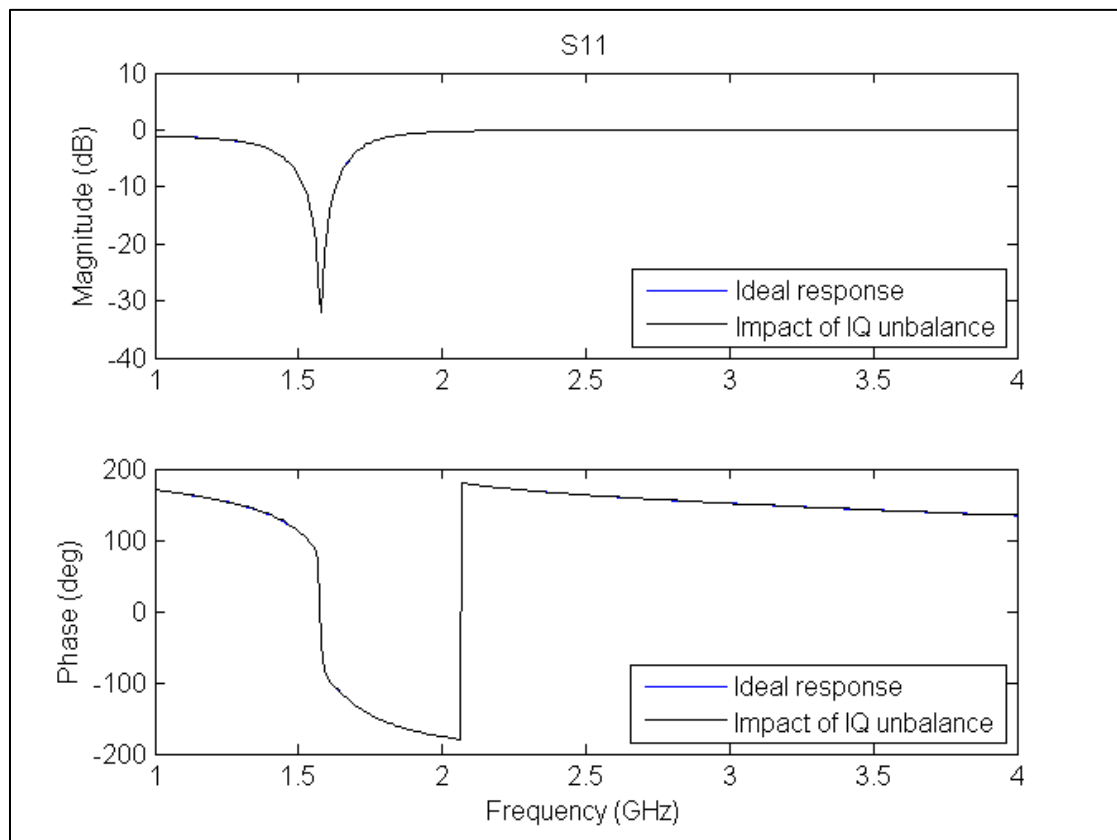 S11
Magnitude (dB)
10
0
-10
-20
-30
-40
Ideal response
Impact of IQ unbalance
1 1.5 2 2.5 3 3.5 4
Phase (deg)
200
100
0
-100
-200
Ideal response
Impact of IQ unbalance
1 1.5 2 2.5 3 3.5 4
Frequency (GHz)